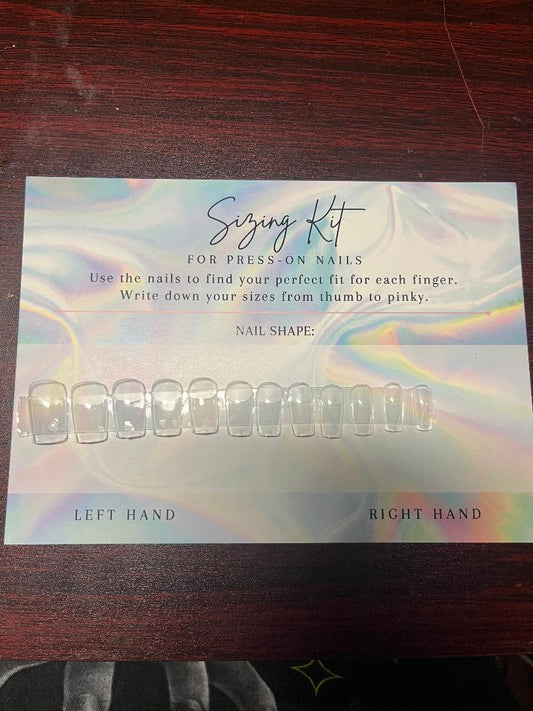 Sizing Kit
FOR PRESS-ON NAILS
Use the nails to find your perfect fit for each finger.
Write down your sizes from thumb to pinky.
NAIL SHAPE:
LEFT HAND
RIGHT HAND